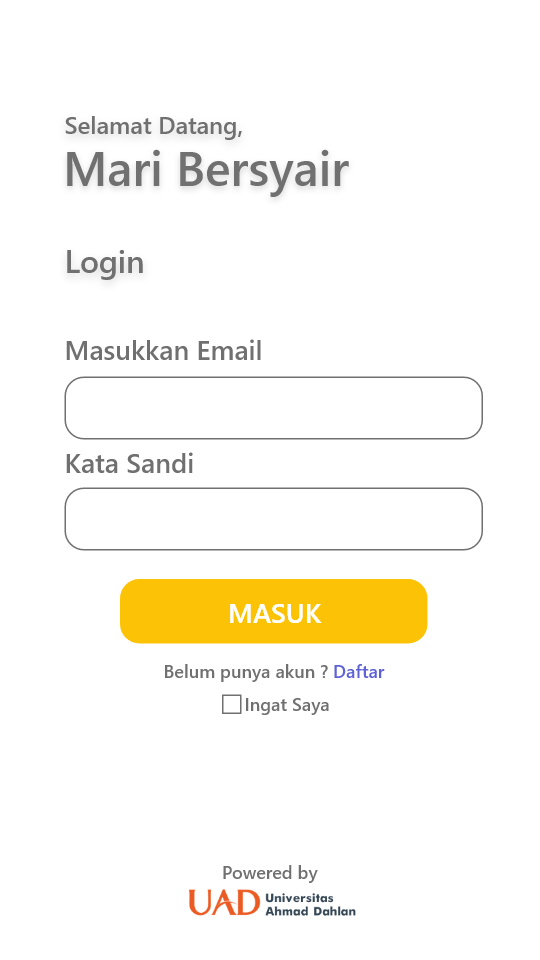 Selamat Datang,
Mari Bersyair
Login
Masukkan Email
Kata Sandi
MASUK
Belum punya akun ? Daftar
Ingat Saya
Powered by
UAD Universitas
Ahmad Dahlan